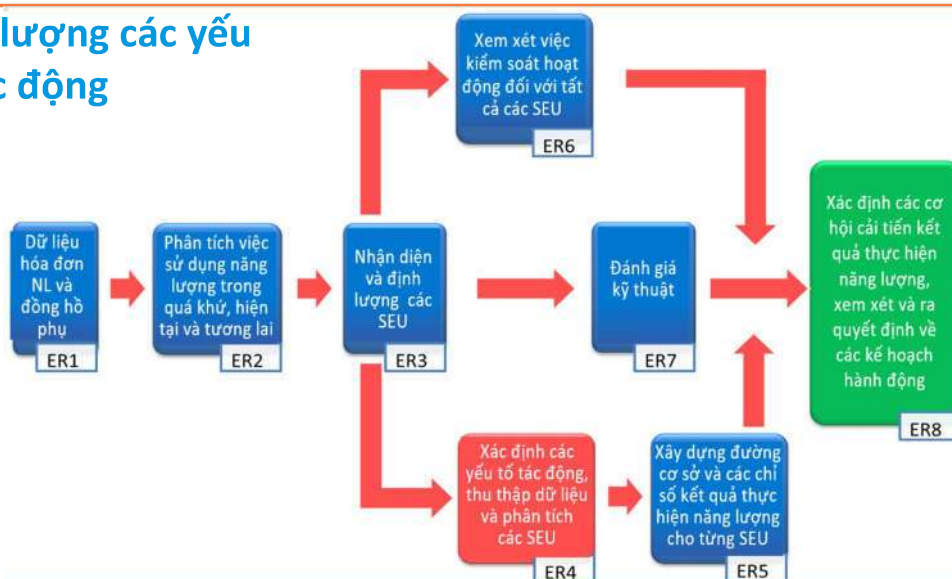 lượng các yếu
c động
Xem xét việc
kiểm soát hoạt
động đối với tất
cả các SEU
ER6
Dữ liệu
hóa đơn
NL và
đồng hồ
phụ
ER1
Phân tích việc
sử dụng năng
lượng trong
quá khứ, hiện
tại và tương lai
ER2
Nhận diện
và định
lượng các
SEU
ER3
Đánh giá
kỹ thuật
ER7
Xác định các cơ
hội cải tiến kết
quả thực hiện
năng lượng,
xem xét và ra
quyết định về
các kế hoạch
hành động
ER8
Xác định các
yếu tố tác động,
thu thập dữ liệu
và phân tích
các SEU
ER4
Xây dựng đường
cơ sở và các chỉ
số kết quả thực
hiện năng lượng
cho từng SEU
ER5